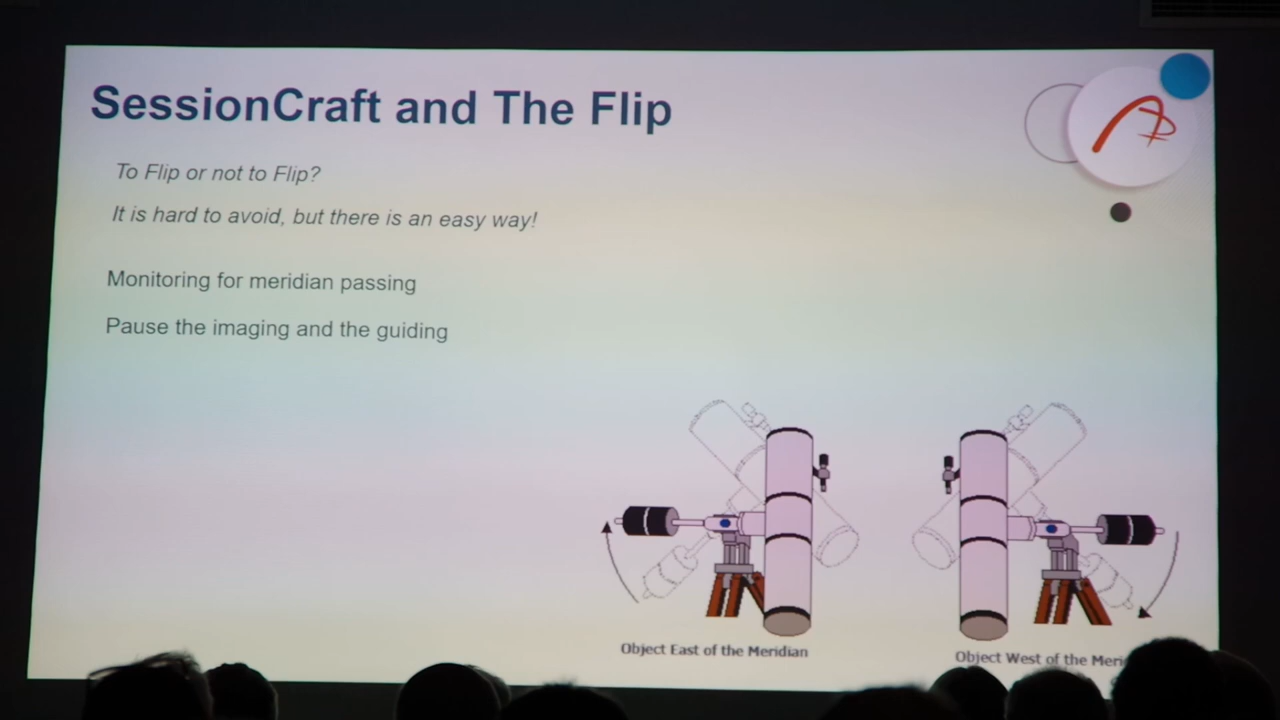 SessionCraft and The Flip
To Flip or not to Flip?
It is hard to avoid, but there is an easy way!
Monitoring for meridian passing
Pause the imaging and the guiding
Object East of the Meridian
Object West of the